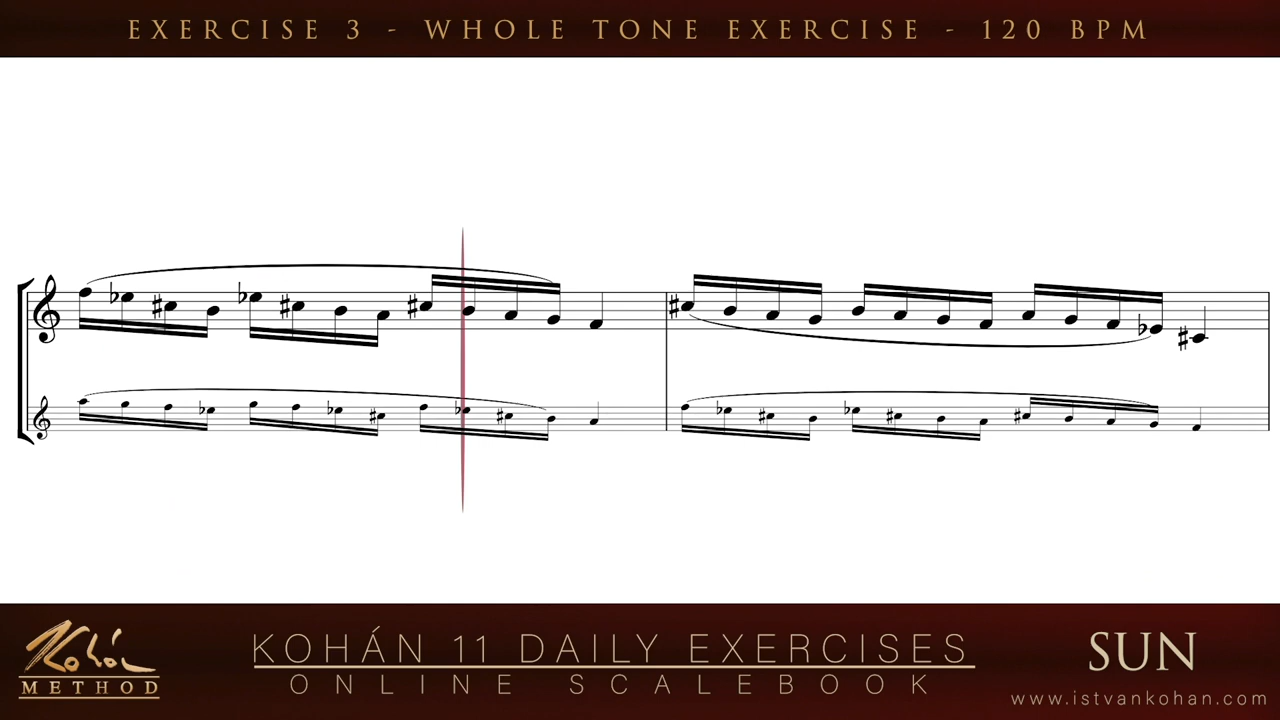 EXERCISE 3 - WHOLE TONE EXERCISE - 120 BPM
Kohán
METHOD
KOHÁN 11 DAILY EXERCISES
ONLINE SCALEBOOK
SUN
www.istvankohan.com